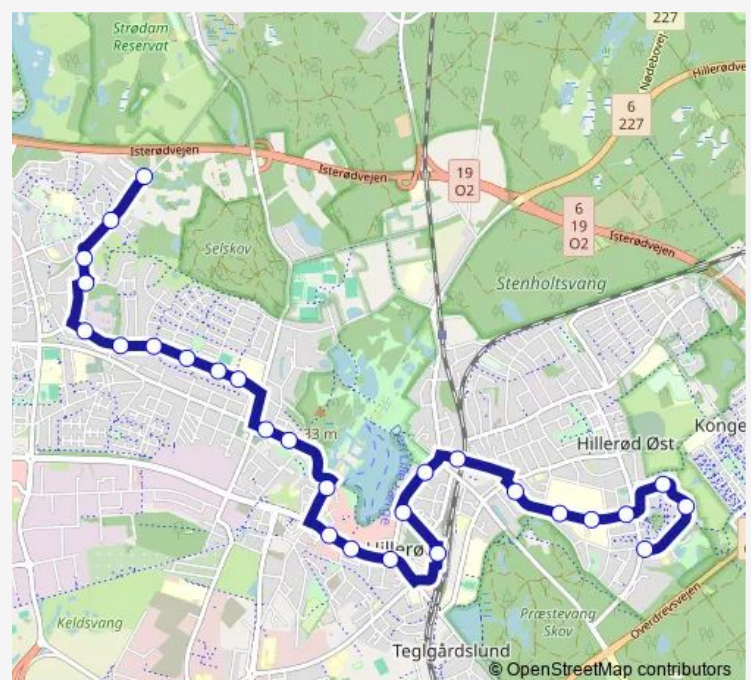 Strødam
Reservat
227
Nødebovej
Hillerødve
6
227
Isterødvejen
Isterødvejen
19
O2
6
19
O2
Isterødvejen
Selskov
Stenholtsvang
33 m
Konge
Hillerød Øst
Hillerø
Keldsvang
Præstevang
Skov
Overdrevsvejen
Teglgårdslund
© OpenStreetMap contributors